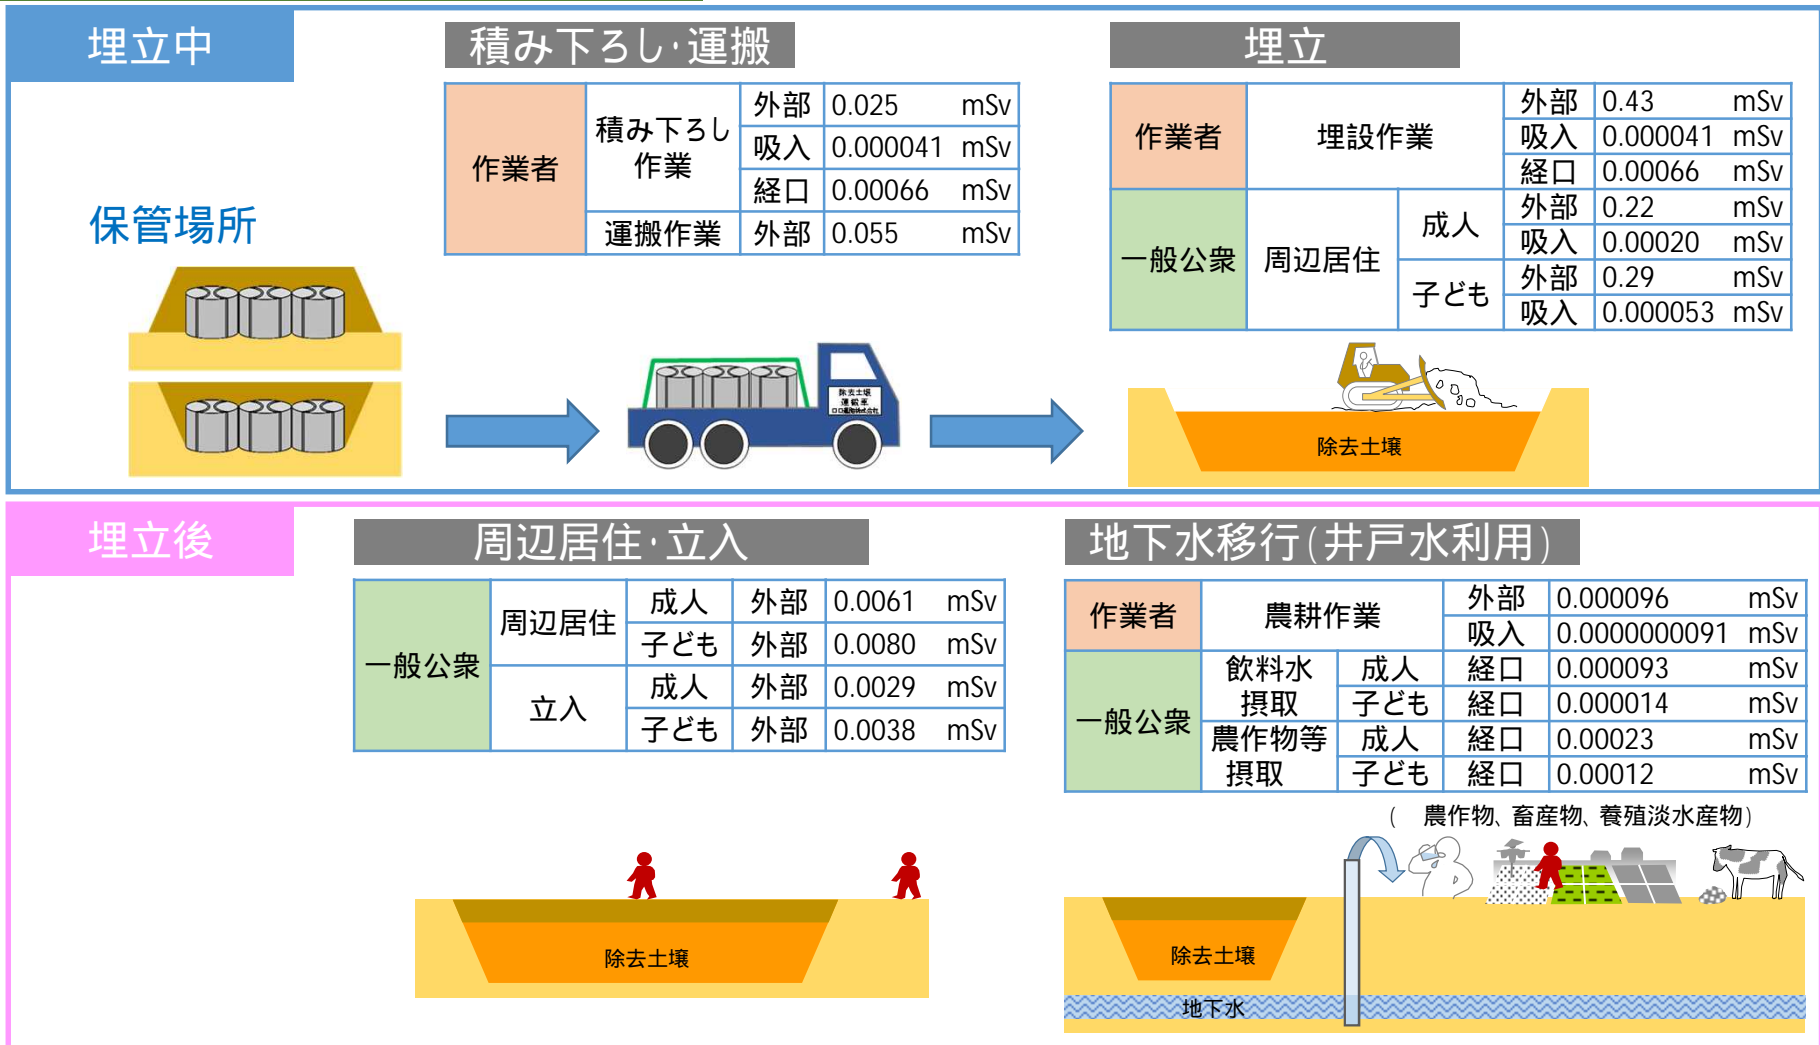 埋立中
積み下ろし・運搬
埋立
作業者
積み下ろし
作業
外部 0.025 mSv
吸入 0.000041 mSv
経口 0.00066 mSv
運搬作業 外部 0.055 mSv
作業者 埋設作業
外部 0.43 mSv
吸入 0.000041 mSv
経口 0.00066 mSv
一般公衆 周辺居住
成人
外部 0.22 mSv
吸入 0.00020 mSv
子ども
外部 0.29 mSv
吸入 0.000053 mSv
保管場所
除去土壌
運搬車
除去土壌
埋立後
周辺居住・立入
地下水移行(井戸水利用)
一般公衆
周辺居住
成人 外部 0.0061 mSv
子ども 外部 0.0080 mSv
立入
成人 外部 0.0029 mSv
子ども 外部 0.0038 mSv
作業者 農耕作業
外部 0.000096 mSv
吸入 0.0000000091 mSv
一般公衆
飲料水
摂取
成人 経口 0.000093 mSv
子ども 経口 0.000014 mSv
農作物等
摂取
成人 経口 0.00023 mSv
子ども 経口 0.00012 mSv
( 農作物、畜産物、養殖淡水産物)
除去土壌
除去土壌
地下水